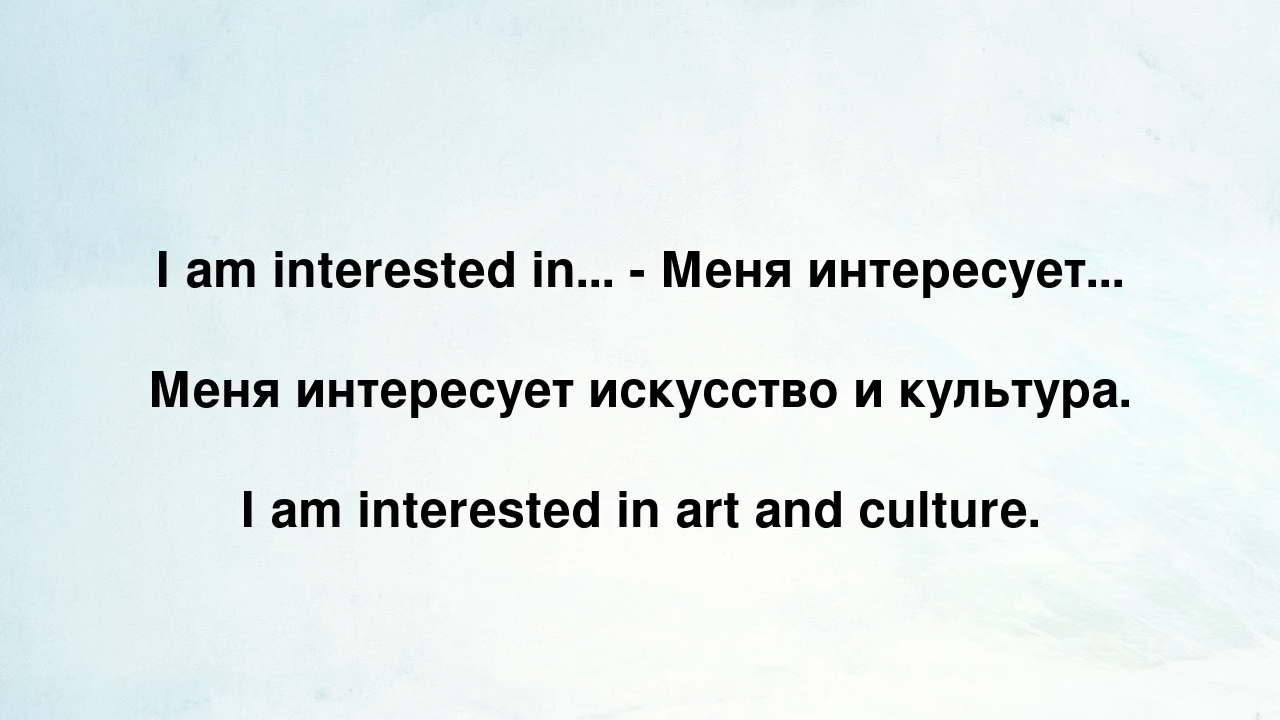 I am interested in... - Меня интересует...
Меня интересует искусство и культура.
I am interested in art and culture.